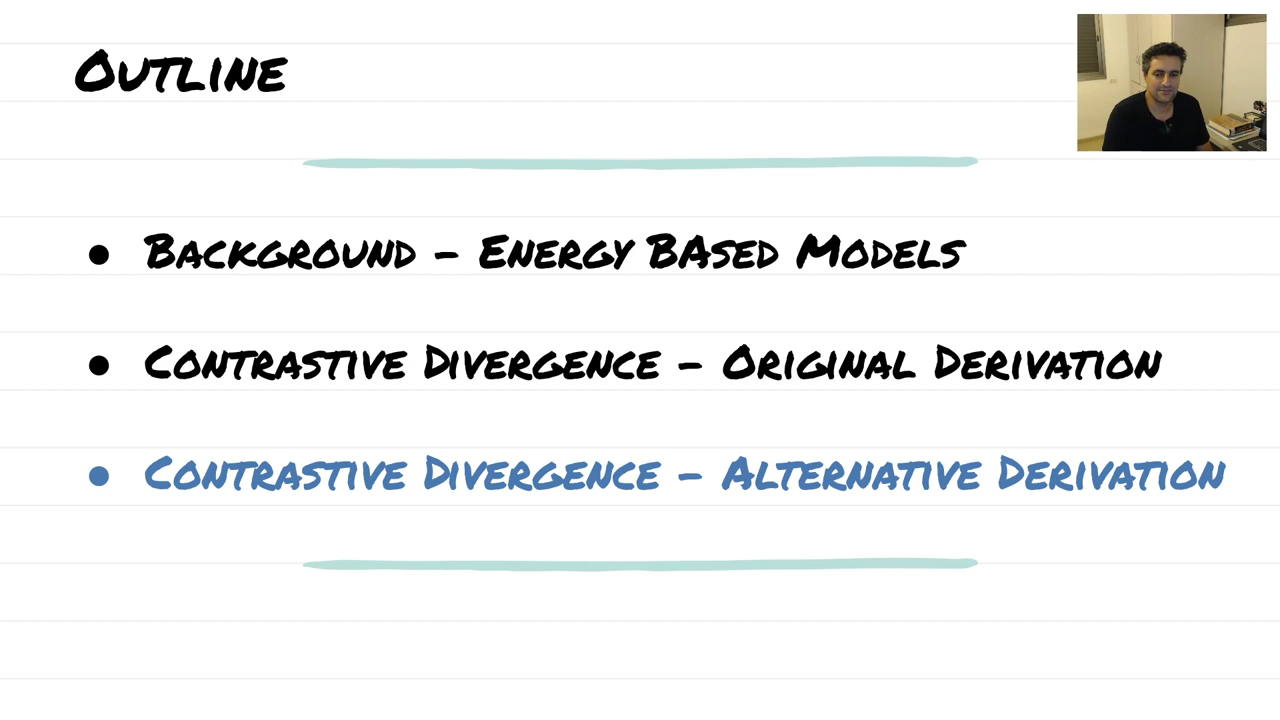 Outline
● Background - Energy BAsed Models
● Contrastive Divergence - Original Derivation
● Contrastive Divergence - Alternative Derivation